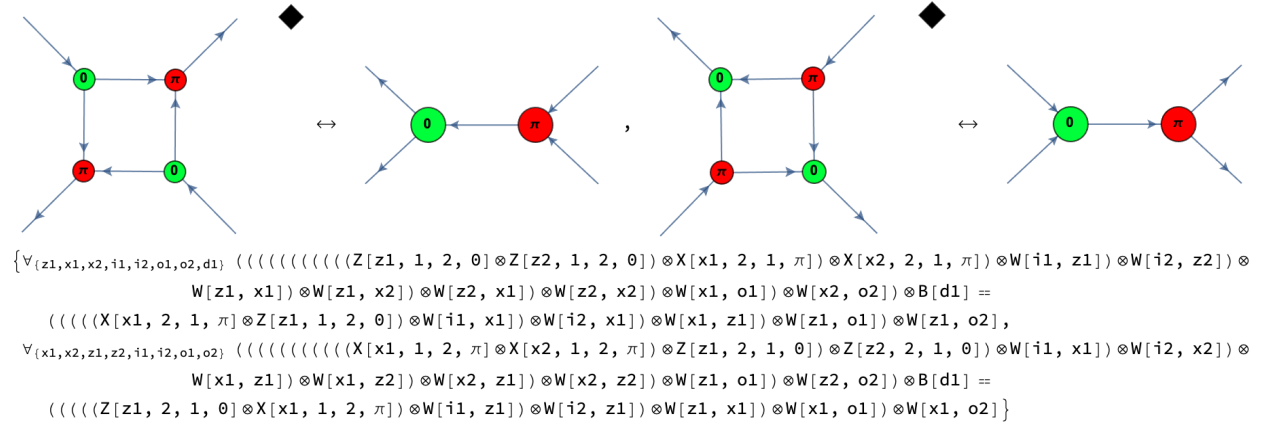 0 π 0 π
0 π π 0
↔ 0 π , ↔ 0 π
π 0 π 0
{∀{z1,x1,x2,i1,i2,o1,o2,d1} (((((((((((Z[z1, 1, 2, 0]⊗Z[z2, 1, 2, 0])⊗X[x1, 2, 1, π])⊗X[x2, 2, 1, π])⊗W[i1, z1])⊗W[i2, z2])⊗
W[z1, x1])⊗W[z1, x2])⊗W[z2, x1])⊗W[z2, x2])⊗W[x1, o1])⊗W[x2, o2])⊗B[d1] ==
(((((X[x1, 2, 1, π]⊗Z[z1, 1, 2, 0])⊗W[i1, x1])⊗W[i2, x1])⊗W[x1, z1])⊗W[z1, o1])⊗W[z1, o2],
∀{x1,x2,z1,z2,i1,i2,o1,o2} (((((((((((X[x1, 1, 2, π]⊗X[x2, 1, 2, π])⊗Z[z1, 2, 1, 0])⊗Z[z2, 2, 1, 0])⊗W[i1, x1])⊗W[i2, x2])⊗
W[x1, z1])⊗W[x1, z2])⊗W[x2, z1])⊗W[x2, z2])⊗W[z1, o1])⊗W[z2, o2])⊗B[d1] ==
(((((Z[z1, 2, 1, 0]⊗X[x1, 1, 2, π])⊗W[i1, z1])⊗W[i2, z1])⊗W[z1, x1])⊗W[x1, o1])⊗W[x1, o2]}